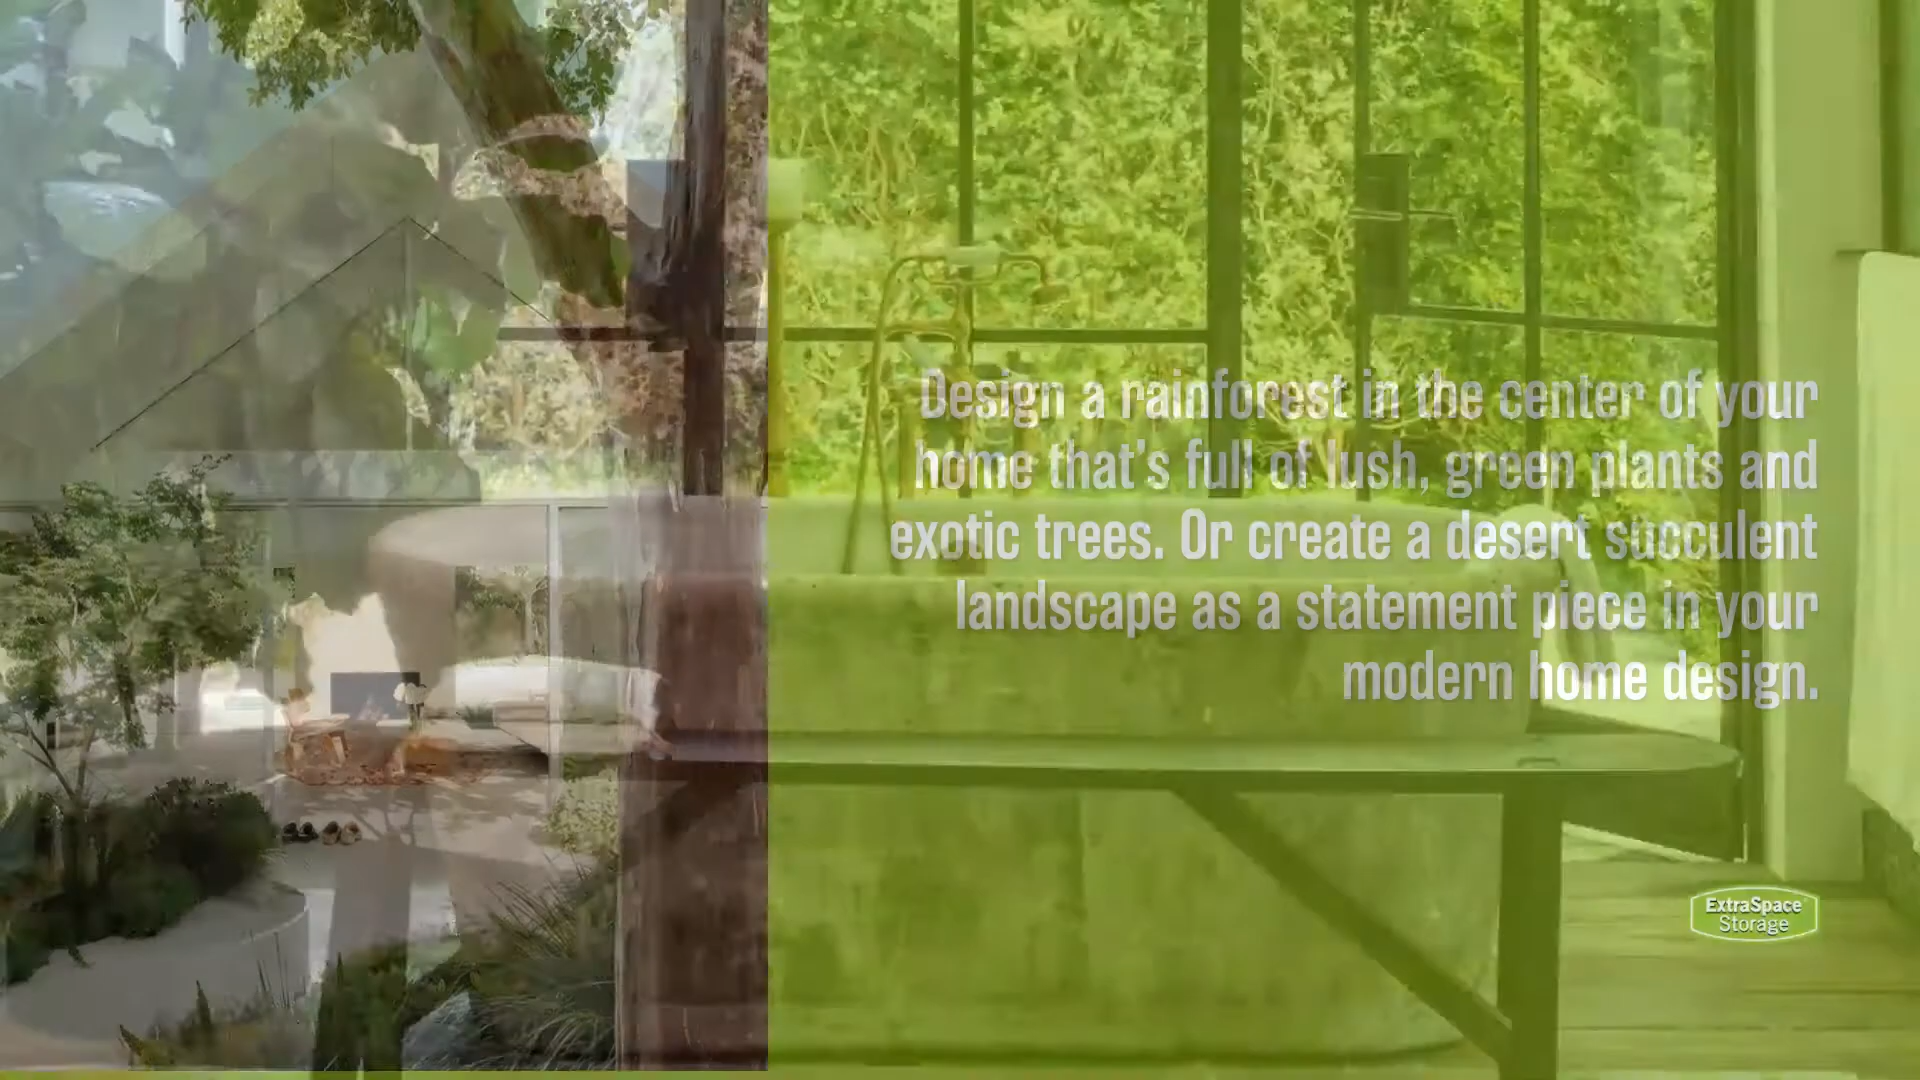 Design a rainforest in the center of your
home that's full of lush, green plants and
exotic trees. Or create a desert succulent
landscape as a statement piece in your
modern home design.
ExtraSpace
Storage